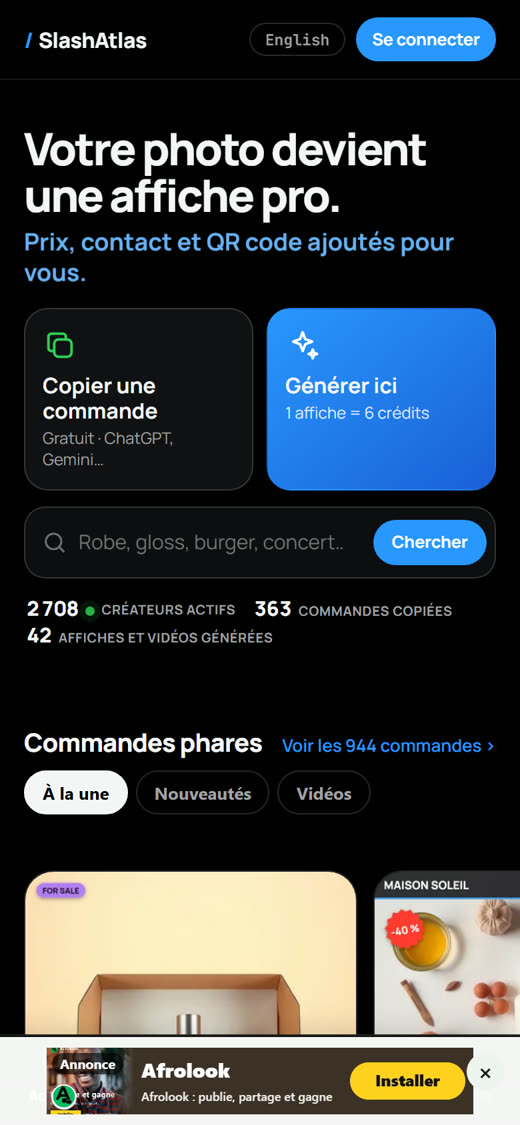 / SlashAtlas
English
Se connecter
Votre photo devient
une affiche pro.
Prix, contact et QR code ajoutés pour
vous.
Copier une
commande
Gratuit · ChatGPT,
Gemini…
Générer ici
1 affiche = 6 crédits
Robe, gloss, burger, concert..
Chercher
2 708 CRÉATEURS ACTIFS 363 COMMANDES COPIÉES
42 AFFICHES ET VIDÉOS GÉNÉRÉES
Commandes phares
Voir les 944 commandes ›
À la une
Nouveautés
Vidéos
FOR SALE
MAISON SOLEIL
-40 %
Annonce
Afrolook
Afrolook : publie, partage et gagne
e et gagne
Installer
×